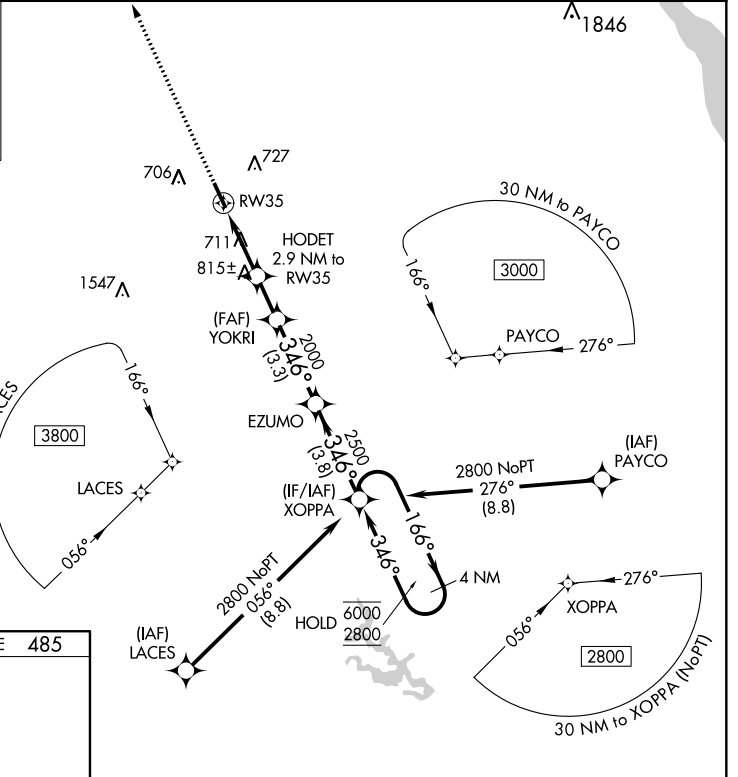 1846
706
727
RW35
711
HODET
2.9 NM to
RW35
815±
1547
(FAF)
YOKRI
2000
346°
(3.3)
30 NM to PAYCO
3000
166°
PAYCO
276°
166°
3800
LACES
056°
EZUMO
2500
346°
(3.8)
(IF/IAF)
XOPPA
2800 NoPT
276°
(8.8)
(IAF)
PAYCO
166°
346°
4 NM
HOLD
6000
2800
2800 NoPT
056°
(8.8)
(IAF)
LACES
276°
XOPPA
056°
2800
30 NM to XOPPA (NoPT)
485